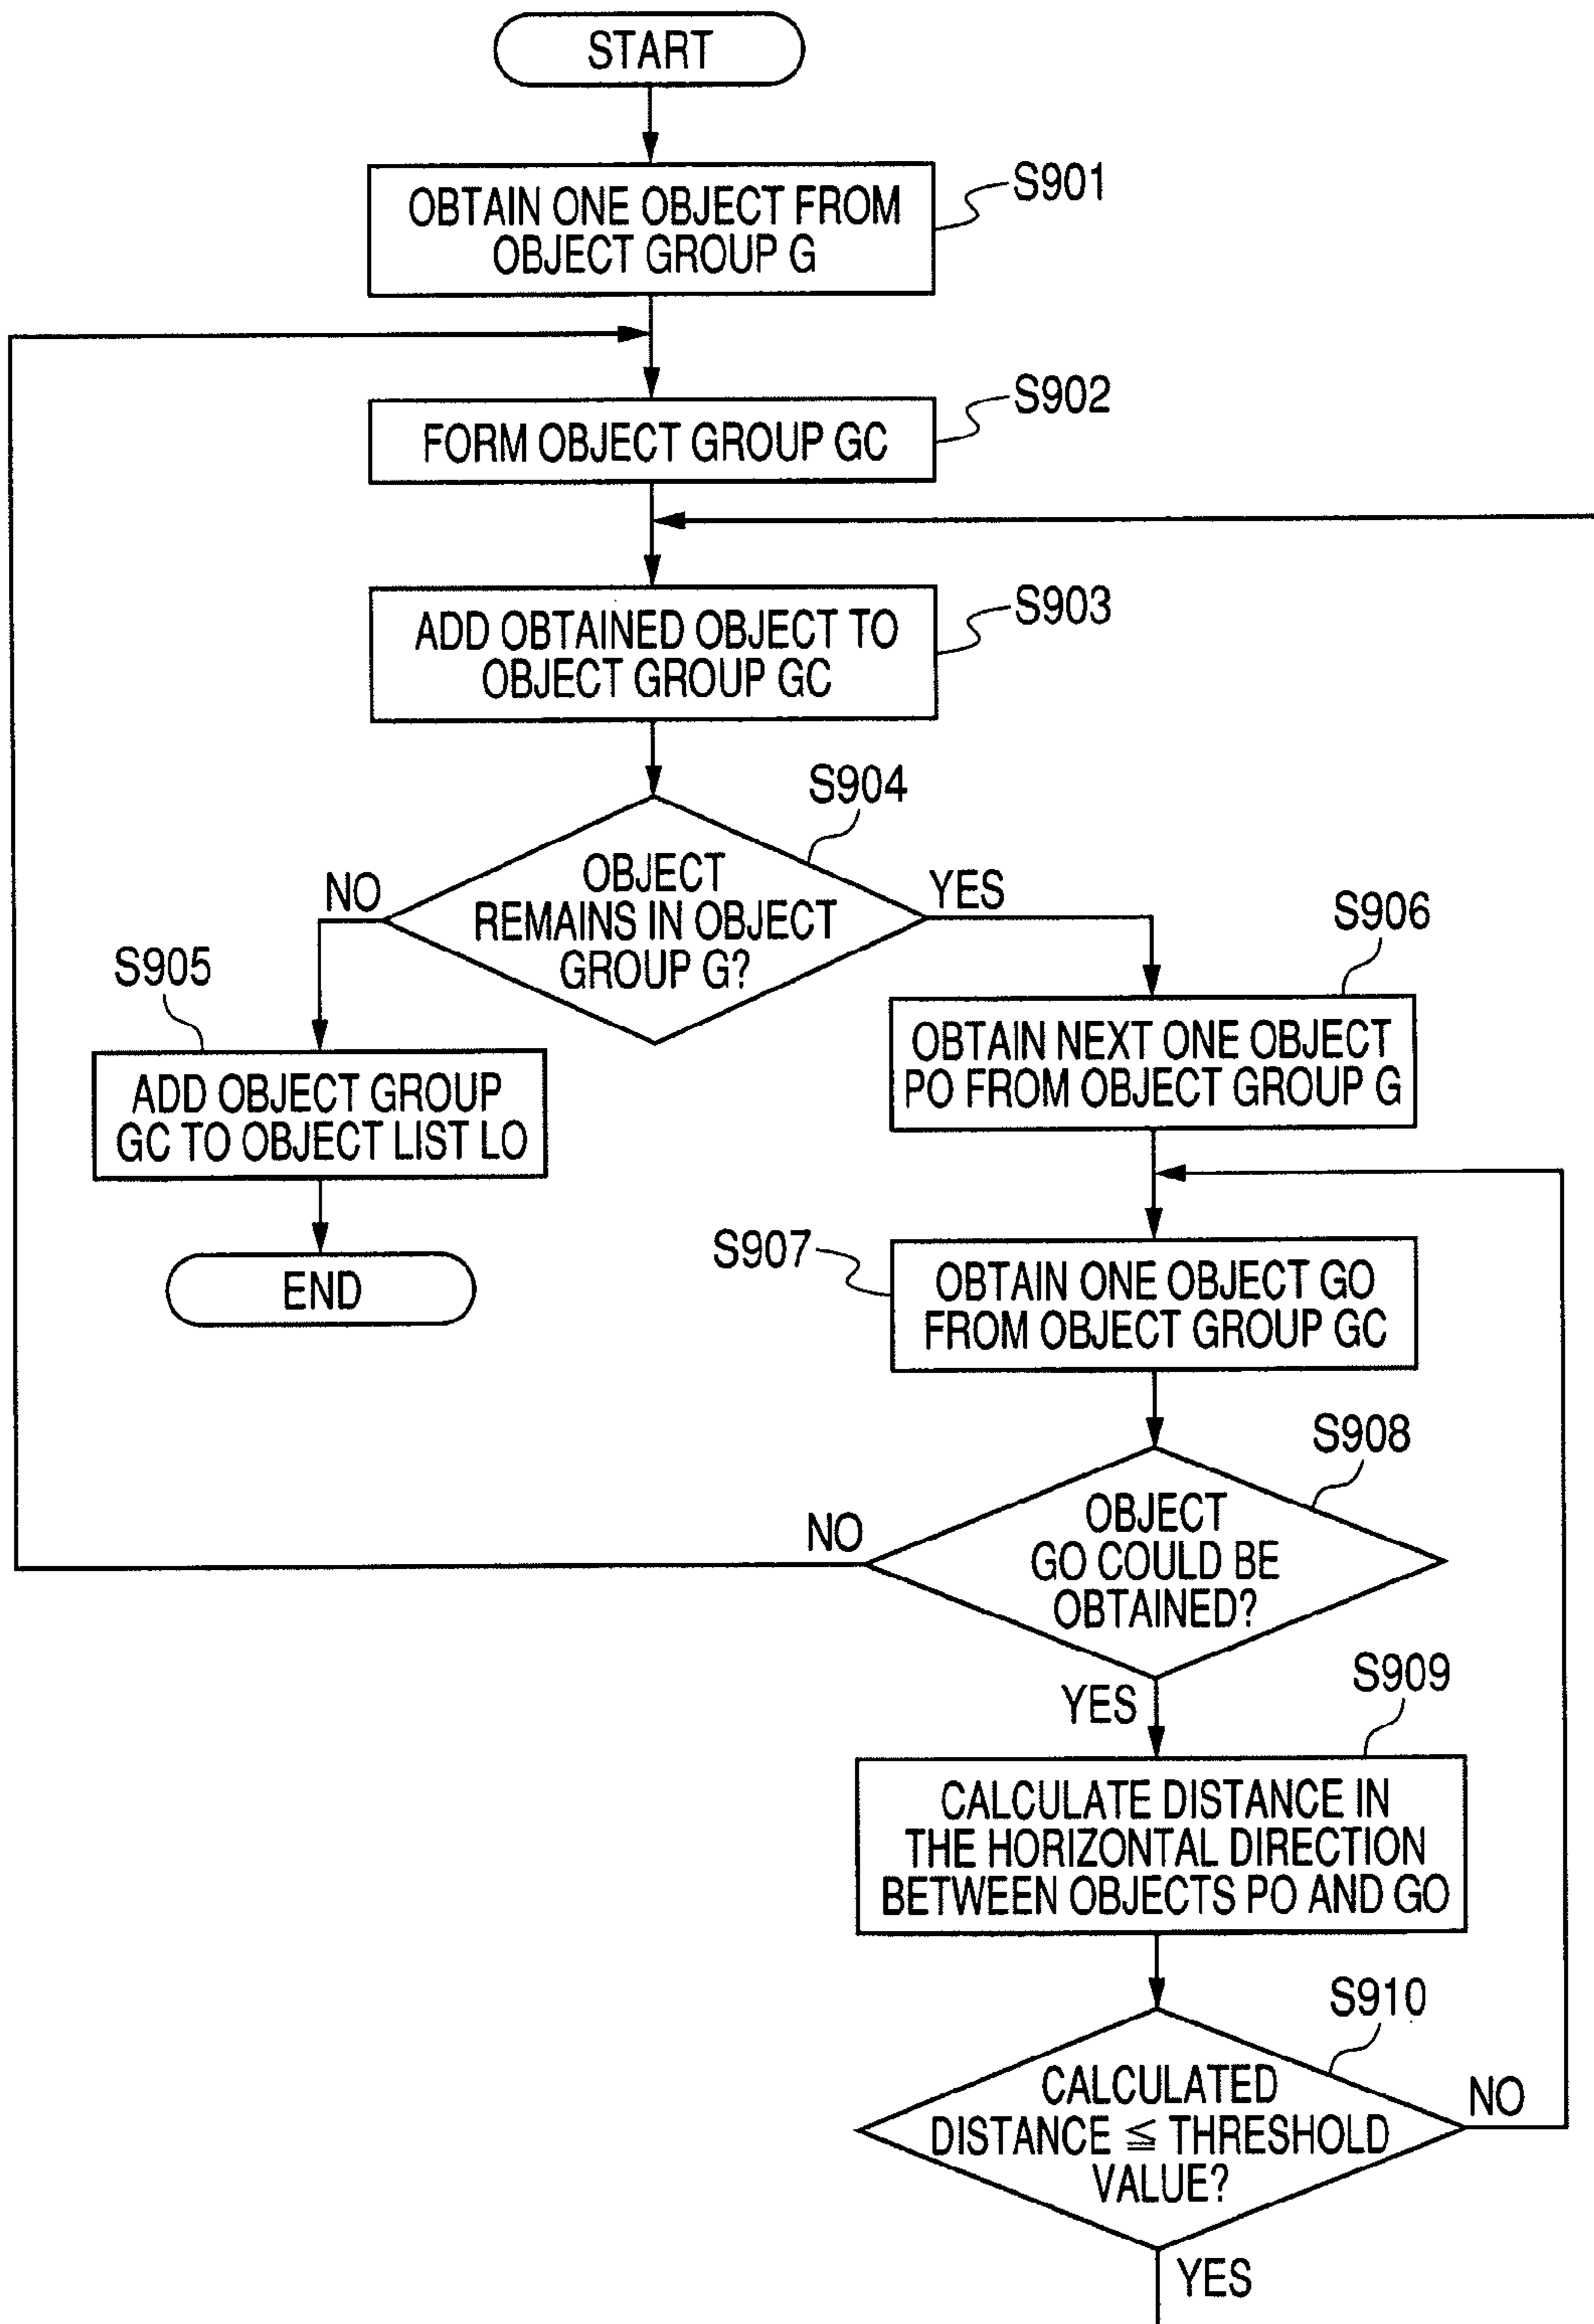 START
OBTAIN ONE OBJECT FROM
OBJECT GROUP G
S901
FORM OBJECT GROUP GC
S902
ADD OBTAINED OBJECT TO
OBJECT GROUP GC
S903
S904
OBJECT
REMAINS IN OBJECT
GROUP G?
NO
YES
S905
ADD OBJECT GROUP
GC TO OBJECT LIST LO
END
S906
OBTAIN NEXT ONE OBJECT
PO FROM OBJECT GROUP G
S907
OBTAIN ONE OBJECT GO
FROM OBJECT GROUP GC
S908
OBJECT
GO COULD BE
OBTAINED?
NO
YES
S909
CALCULATE DISTANCE IN
THE HORIZONTAL DIRECTION
BETWEEN OBJECTS PO AND GO
S910
CALCULATED
DISTANCE ≦ THRESHOLD
VALUE?
NO
YES